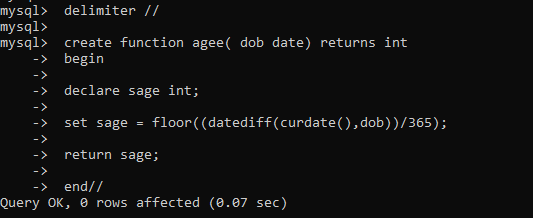 mysql> delimiter //
mysql>
mysql> create function agee( dob date) returns int
-> begin
->
-> declare sage int;
->
-> set sage = floor((datediff(curdate(),dob))/365);
->
-> return sage;
->
-> end//
Query OK, 0 rows affected (0.07 sec)